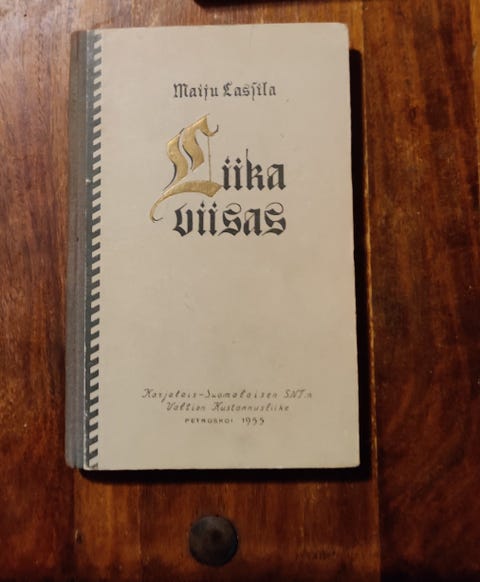 Maiju Lassila
Liika
viisas
Karjalais-Suomalaisen SNT:n
Valtion Kustannusliike
PETROSKOI 1955